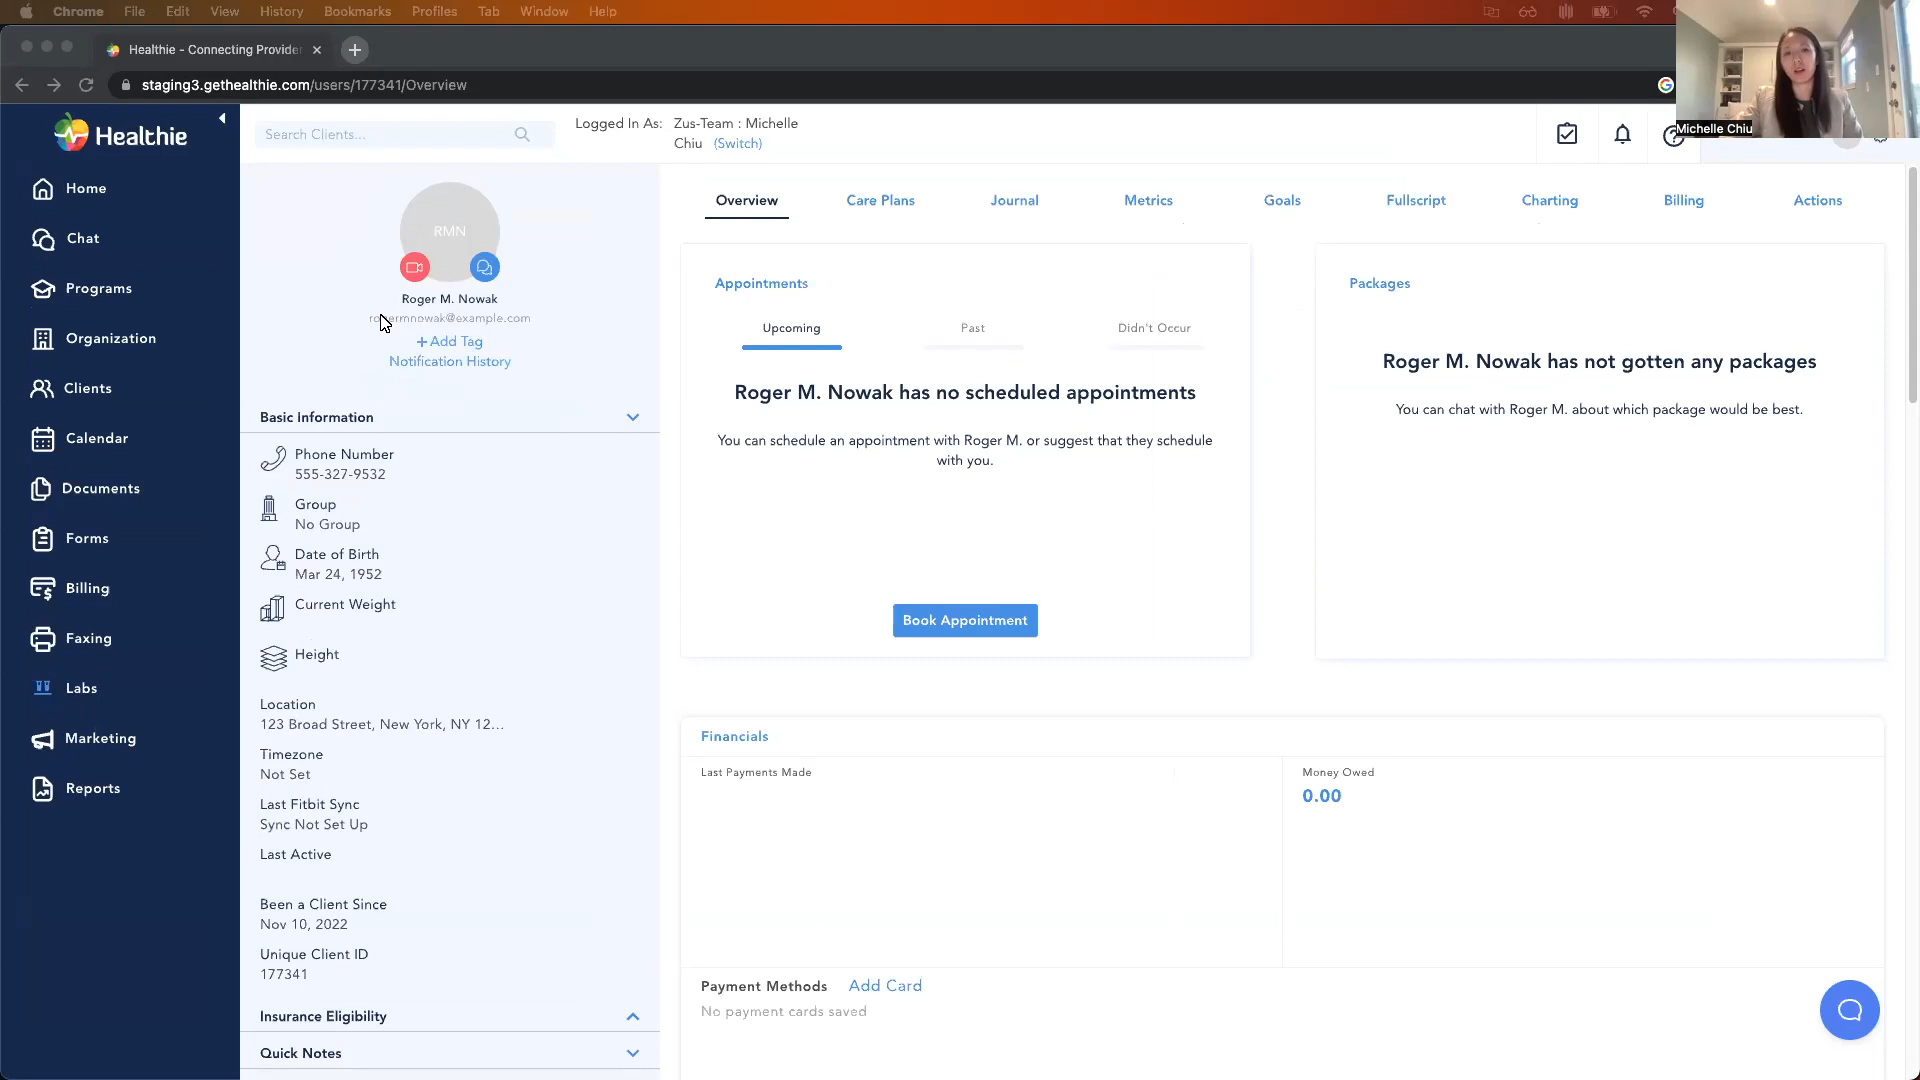 Chrome File Edit View History Bookmarks Profiles Tab Window Help
Healthie - Connecting Provide
staging3.gethealthie.com/users/177341/Overview
Michelle Chiu
Healthie
Search Clients...
Logged In As: Zus-Team : Michelle
Chiu (Switch)
Home
Chat
Programs
Organization
Clients
Calendar
Documents
Forms
Billing
Faxing
Labs
Marketing
Reports
RMN
Roger M. Nowak
rogermnowak@example.com
+ Add Tag
Notification History
Basic Information
Phone Number
555-327-9532
Group
No Group
Date of Birth
Mar 24, 1952
Current Weight
Height
Location
123 Broad Street, New York, NY 12...
Timezone
Not Set
Last Fitbit Sync
Sync Not Set Up
Last Active
Been a Client Since
Nov 10, 2022
Unique Client ID
177341
Insurance Eligibility
Quick Notes
Overview Care Plans Journal Metrics Goals Fullscript Charting Billing Actions
Appointments
Upcoming Past Didn't Occur
Roger M. Nowak has no scheduled appointments
You can schedule an appointment with Roger M. or suggest that they schedule
with you.
Book Appointment
Packages
Roger M. Nowak has not gotten any packages
You can chat with Roger M. about which package would be best.
Financials
Last Payments Made
Money Owed
0.00
Payment Methods Add Card
No payment cards saved